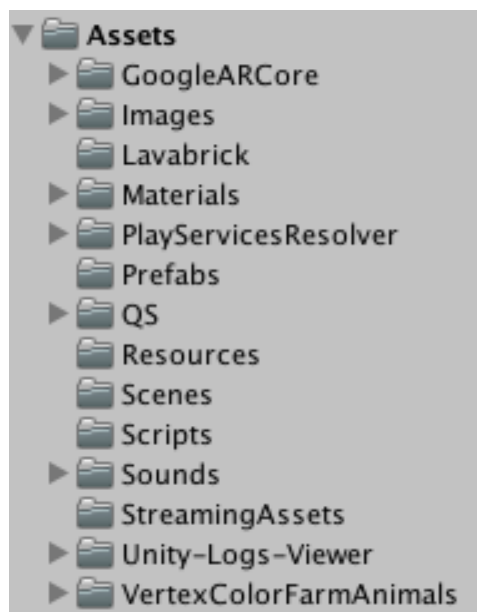 Assets
GoogleARCore
Images
Lavabrick
Materials
PlayServicesResolver
Prefabs
QS
Resources
Scenes
Scripts
Sounds
StreamingAssets
Unity-Logs-Viewer
VertexColorFarmAnimals